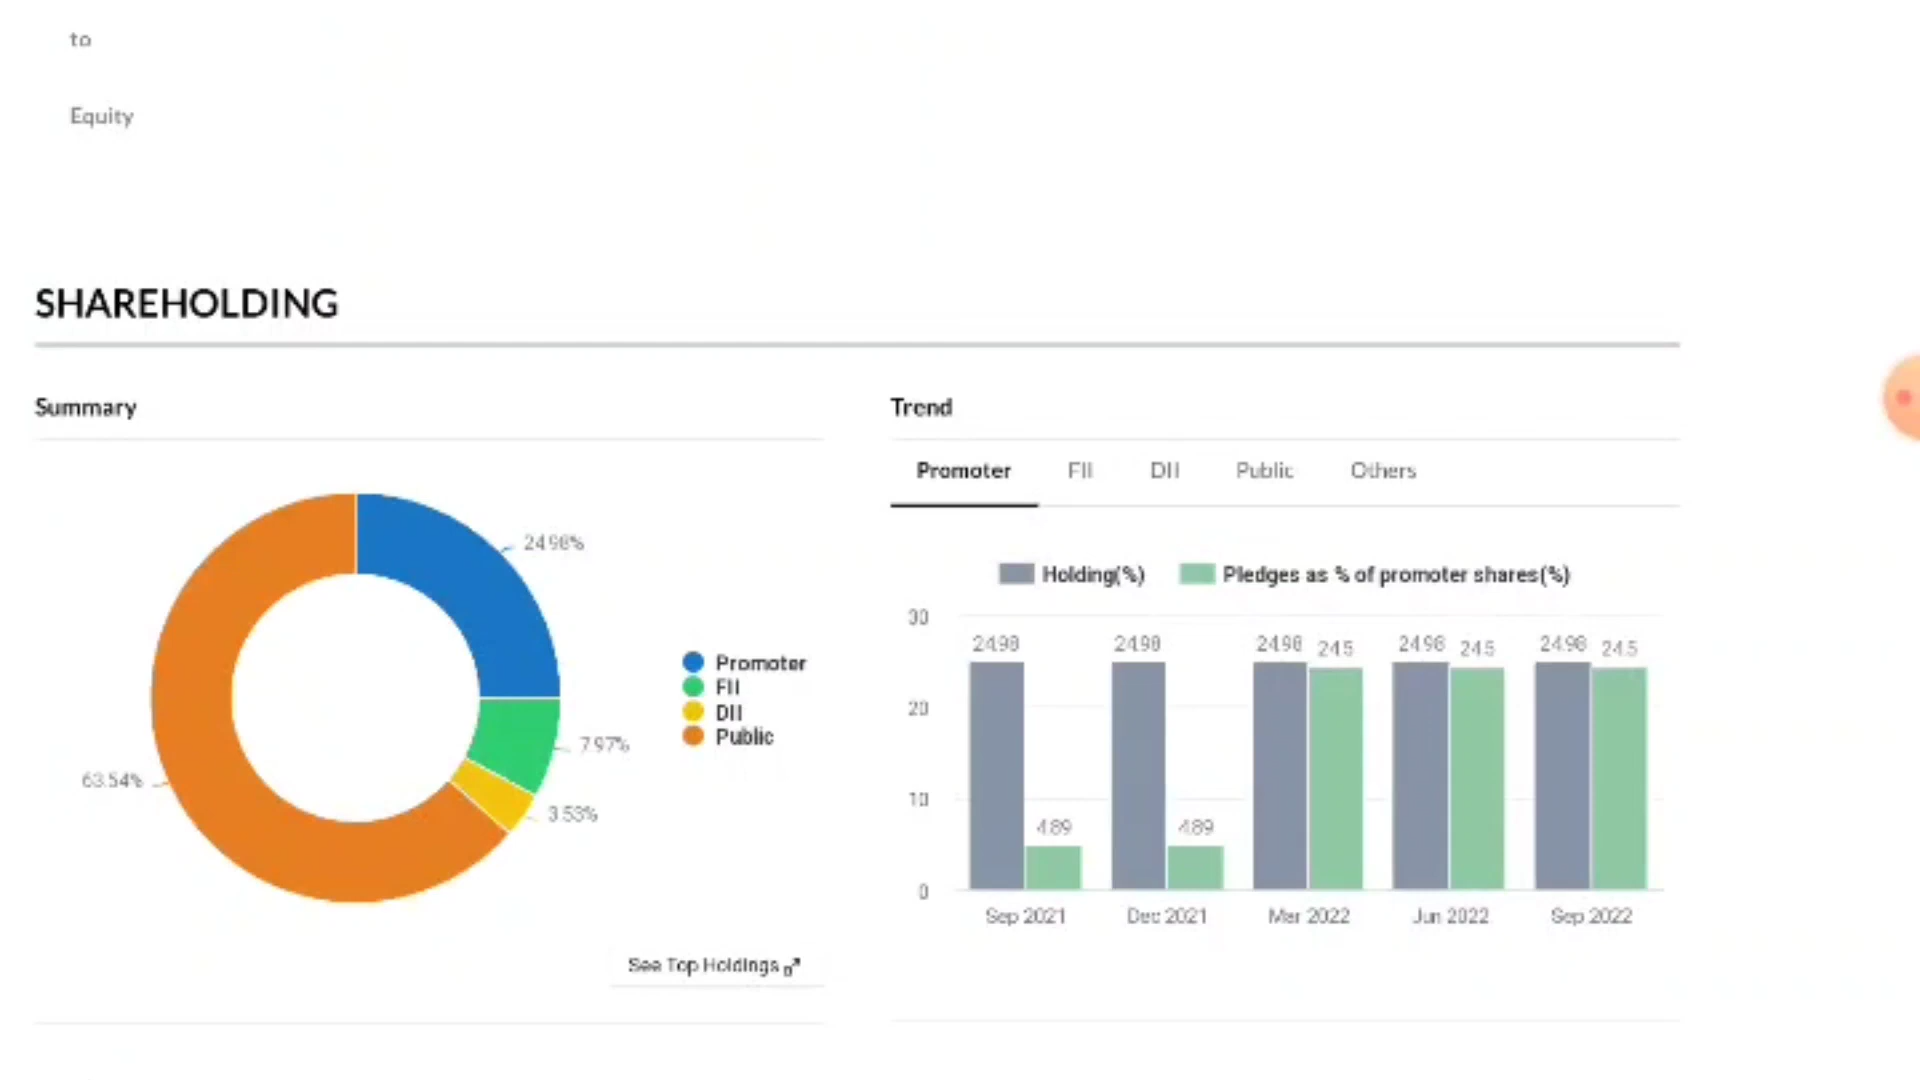 to
Equity
SHAREHOLDING
Summary
24.98%
7.97%
3.53%
63.54%
Promoter
FII
DII
Public
See Top Holdings
Trend
Promoter FII DII Public Others
Holding(%) Pledges as % of promoter shares(%)
30
20
10
0
24.98 24.98 24.98 24.5 24.98 24.5 24.98 24.5
4.89 4.89
Sep 2021 Dec 2021 Mar 2022 Jun 2022 Sep 2022